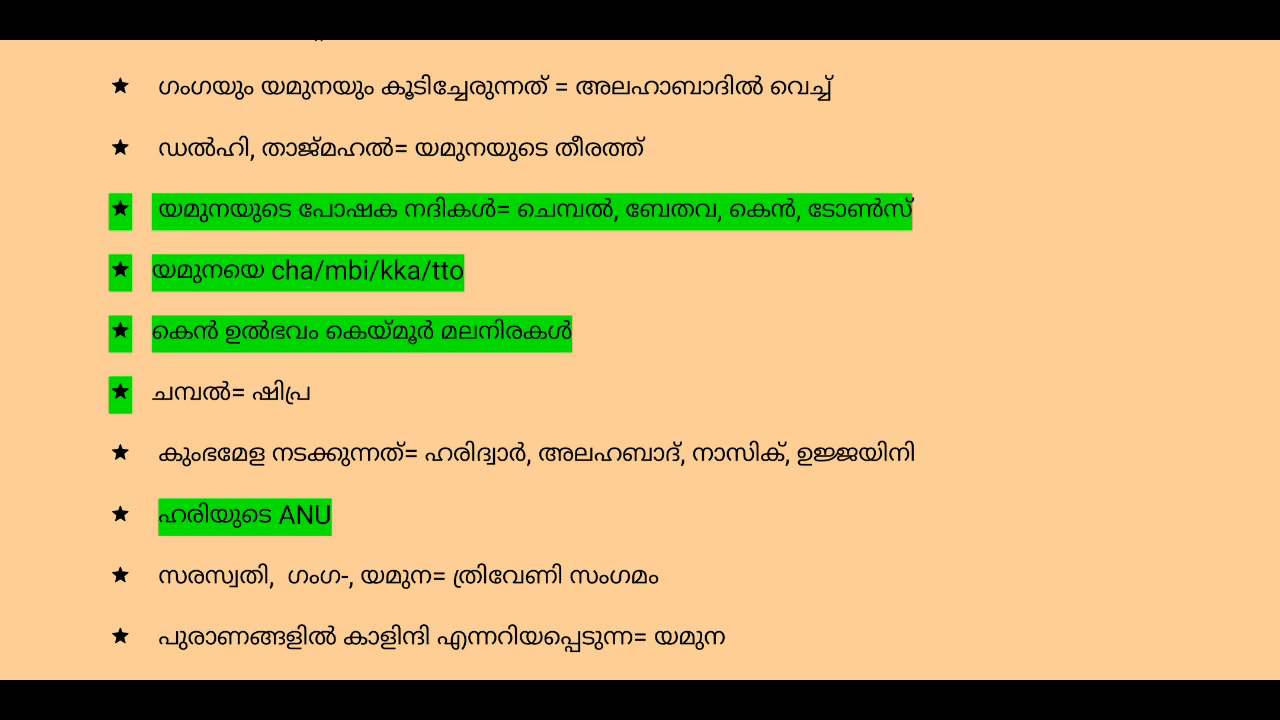 ★ ഗംഗയും യമുനയും കൂടിച്ചേരുന്നത് = അലഹാബാദിൽ വെച്ച്
★ ഡൽഹി, താജ്മഹൽ= യമുനയുടെ തീരത്ത്
★ യമുനയുടെ പോഷക നദികൾ= ചെമ്പൽ, ബേതവ, കെൻ, ടോൺസ്
★ യമുനയെ cha/mbi/kka/tto
★ കെൻ ഉൽഭവം കെയ്മൂർ മലനിരകൾ
★ ചമ്പൽ= ഷിപ്ര
★ കുംഭമേള നടക്കുന്നത്= ഹരിദ്വാർ, അലഹബാദ്, നാസിക്, ഉജ്ജയിനി
★ ഹരിയുടെ ANU
★ സരസ്വതി, ഗംഗ-, യമുന= ത്രിവേണി സംഗമം
★ പുരാണങ്ങളിൽ കാളിന്ദി എന്നറിയപ്പെടുന്ന= യമുന